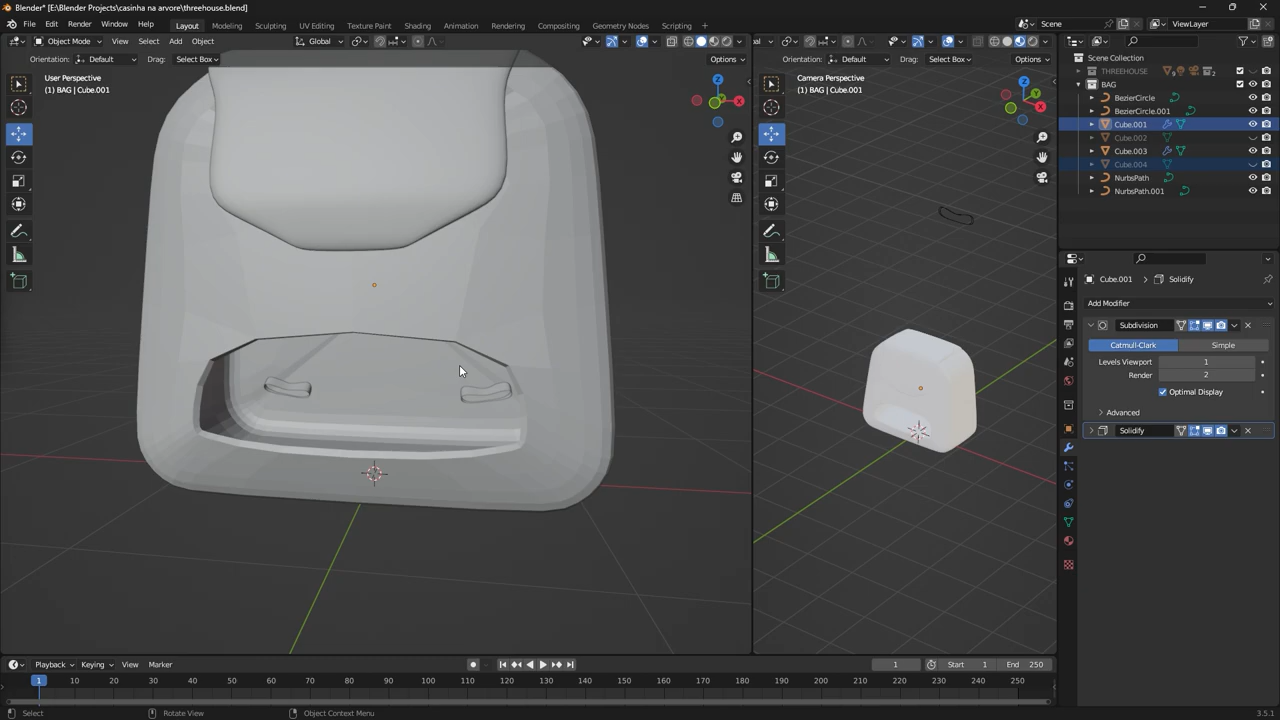 Blender* [E:\Blender Projects\casinha na arvore\threehouse.blend]
File Edit Render Window Help Layout Modeling Sculpting UV Editing Texture Paint Shading Animation Rendering Compositing Geometry Nodes Scripting + Scene ViewLayer
Object Mode View Select Add Object Global
Orientation: Default Drag: Select Box Options
User Perspective
(1) BAG | Cube.001
Z
X
Y
al
Orientation: Default Drag: Select Box Options
Camera Perspective
(1) BAG | Cube.001
Z
Y
X
Scene Collection
THREEHOUSE 9 2
BAG
BezierCircle
BezierCircle.001
Cube.001
Cube.002
Cube.003
Cube.004
NurbsPath
NurbsPath.001
Cube.001 > Solidify
Add Modifier
Subdivision
Catmull-Clark Simple
Levels Viewport 1
Render 2
Optimal Display
Advanced
Solidify
Playback Keying View Marker 1 Start 1 End 250
1 10 20 30 40 50 60 70 80 90 100 110 120 130 140 150 160 170 180 190 200 210 220 230 240 250
Select Rotate View Object Context Menu 3.5.1